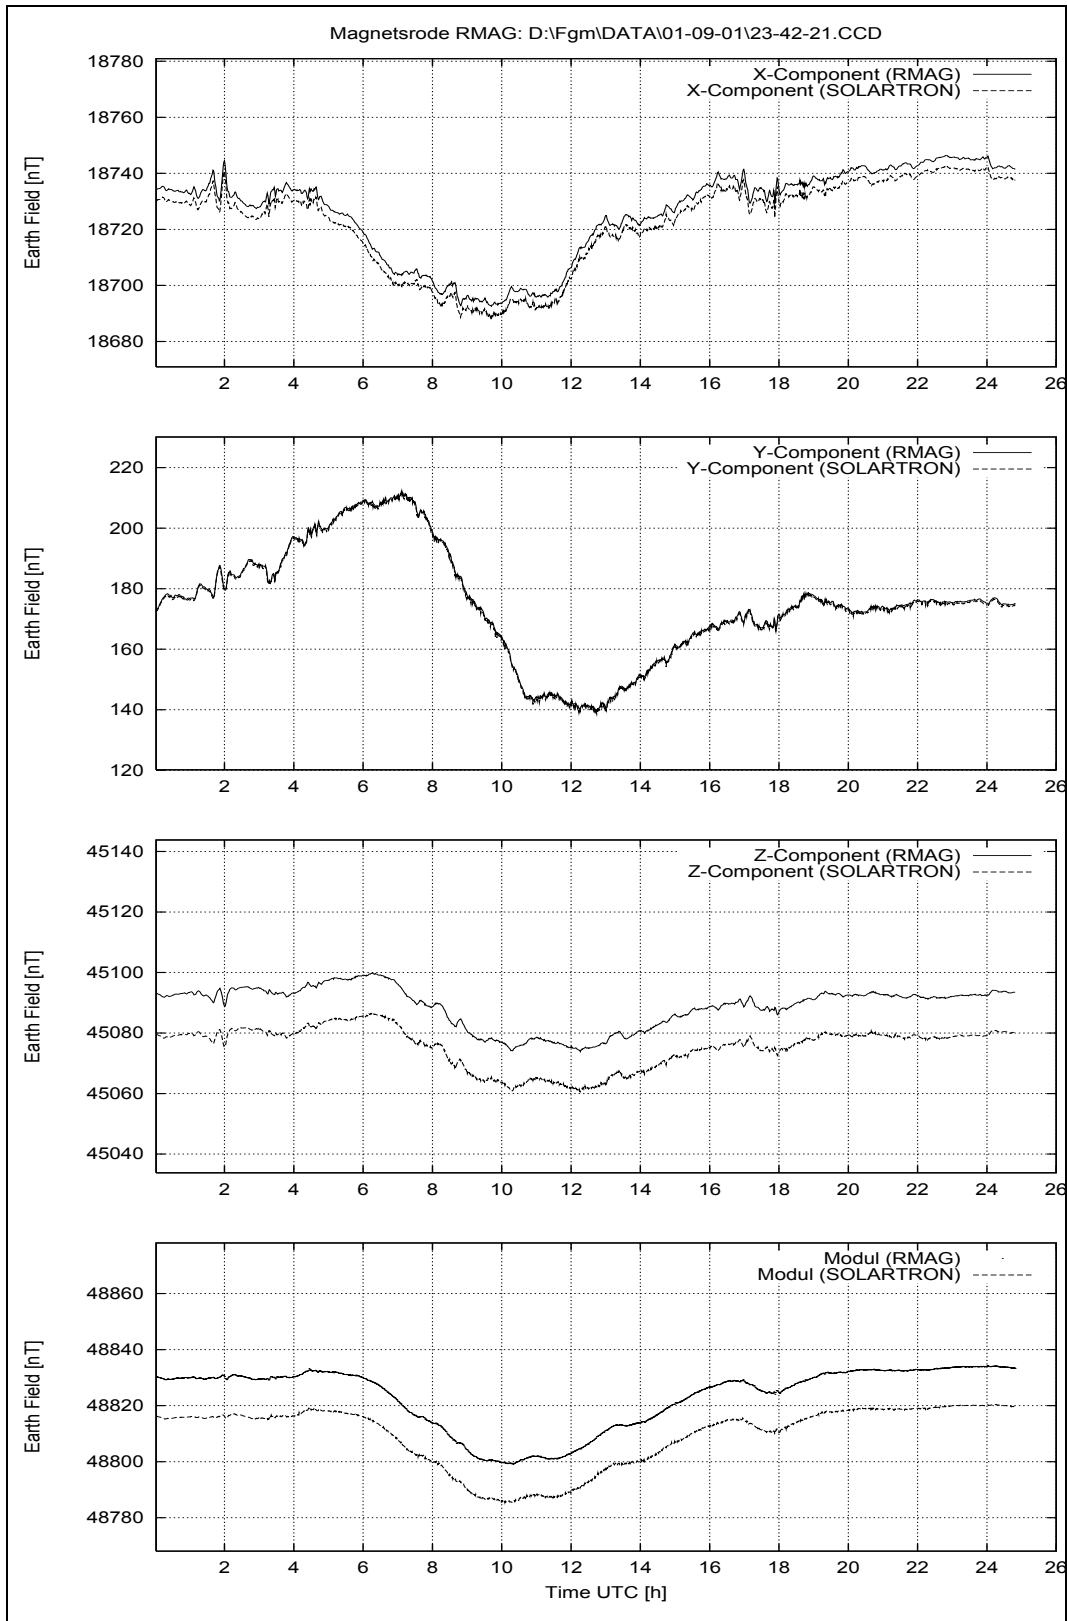 Magnetsrode RMAG: D:\Fgm\DATA\01-09-01\23-42-21.CCD
18780
18760
18740
18720
18700
18680
Earth Field [nT]
X-Component (RMAG)
X-Component (SOLARTRON)
2 4 6 8 10 12 14 16 18 20 22 24 26
220
200
180
160
140
120
Earth Field [nT]
Y-Component (RMAG)
Y-Component (SOLARTRON)
2 4 6 8 10 12 14 16 18 20 22 24 26
45140
45120
45100
45080
45060
45040
Earth Field [nT]
Z-Component (RMAG)
Z-Component (SOLARTRON)
2 4 6 8 10 12 14 16 18 20 22 24 26
48860
48840
48820
48800
48780
Earth Field [nT]
Modul (RMAG)
Modul (SOLARTRON)
2 4 6 8 10 12 14 16 18 20 22 24 26
Time UTC [h]